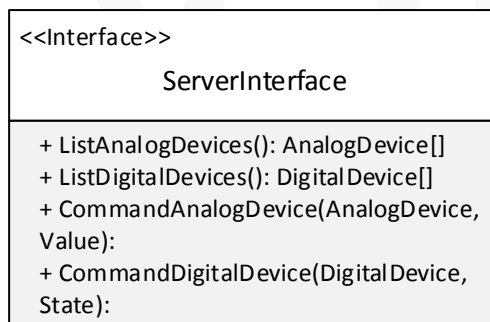 <<Interface>>
ServerInterface
+ ListAnalogDevices(): AnalogDevice[]
+ ListDigitalDevices(): DigitalDevice[]
+ CommandAnalogDevice(AnalogDevice,
Value):
+ CommandDigitalDevice(DigitalDevice,
State):